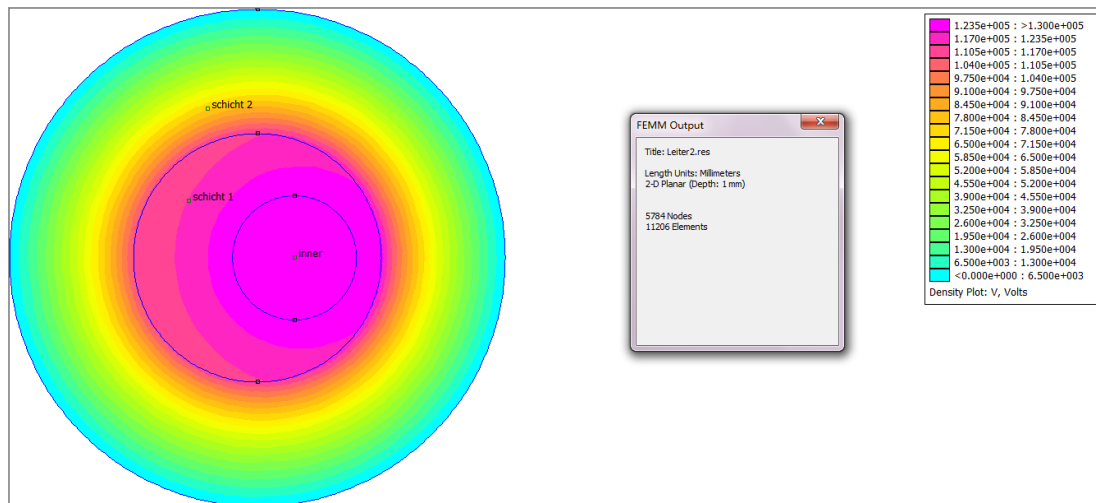 schicht 2
schicht 1
inner
FEMM Output
Title: Leiter2.res
Length Units: Millimeters
2-D Planar (Depth: 1 mm)
5784 Nodes
11206 Elements
1.235e+005 : >1.300e+005
1.170e+005 : 1.235e+005
1.105e+005 : 1.170e+005
1.040e+005 : 1.105e+005
9.750e+004 : 1.040e+005
9.100e+004 : 9.750e+004
8.450e+004 : 9.100e+004
7.800e+004 : 8.450e+004
7.150e+004 : 7.800e+004
6.500e+004 : 7.150e+004
5.850e+004 : 6.500e+004
5.200e+004 : 5.850e+004
4.550e+004 : 5.200e+004
3.900e+004 : 4.550e+004
3.250e+004 : 3.900e+004
2.600e+004 : 3.250e+004
1.950e+004 : 2.600e+004
1.300e+004 : 1.950e+004
6.500e+003 : 1.300e+004
<0.000e+000 : 6.500e+003
Density Plot: V, Volts